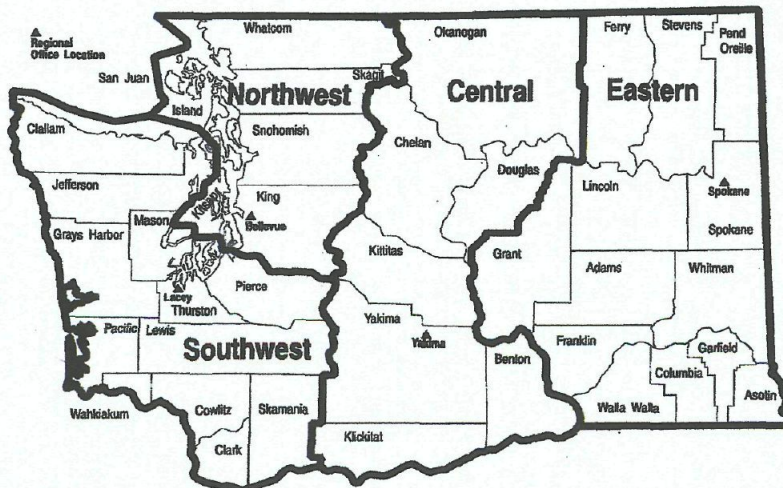 Whatcom
Okanogan
Ferry
Stevens
Pend
Oreille
Regional
Office Location
San Juan
Skagit
Island
Northwest
Central
Eastern
Clallam
Snohomish
Chelan
Douglas
Jefferson
Lincoln
Spokane
King
Kitsap
Mason
Bellevue
Grays Harbor
Spokane
Kittitas
Grant
Adams
Whitman
Pierce
Lacey
Thurston
Pacific
Lewis
Yakima
Yakima
Southwest
Benton
Franklin
Garfield
Columbia
Asotin
Wahkiakum
Cowlitz
Skamania
Walla Walla
Klickitat
Clark